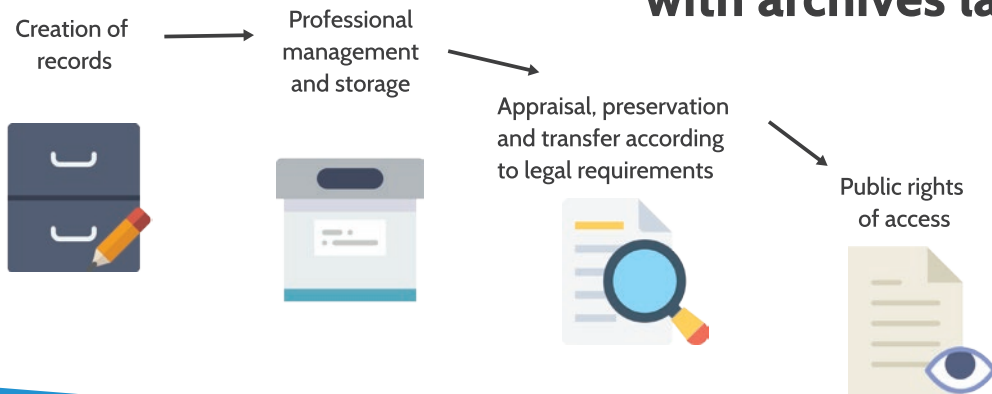 with archives la
Creation of
records
Professional
management
and storage
Appraisal, preservation
and transfer according
to legal requirements
Public rights
of access